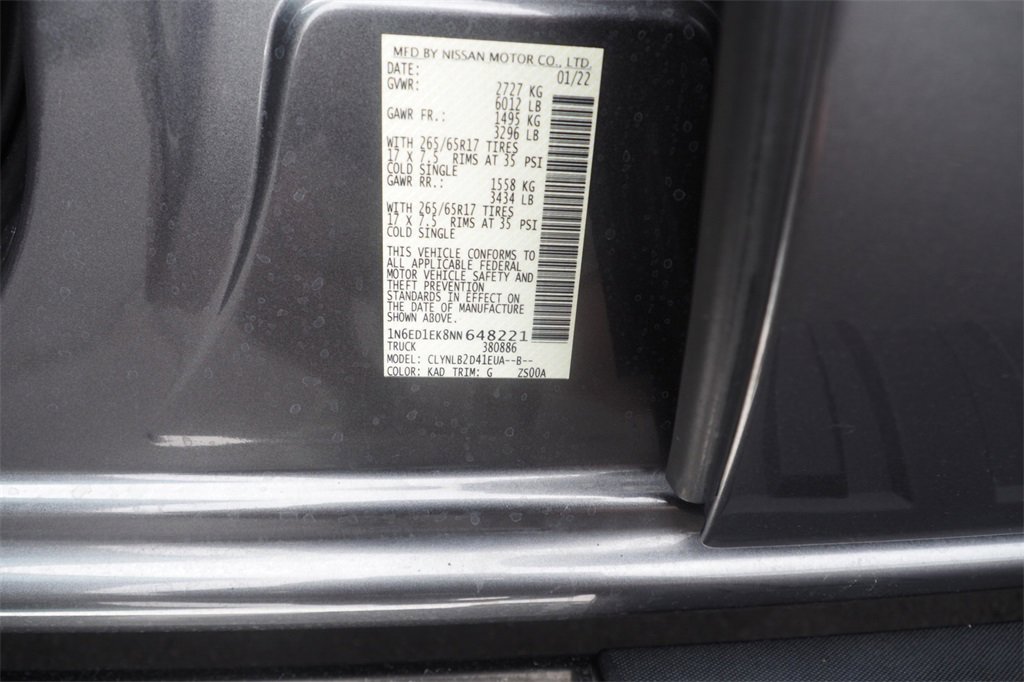 MFD BY NISSAN MOTOR CO., LTD.
DATE: 01/22
GVWR: 2727 KG
6012 LB
GAWR FR.: 1495 KG
3296 LB
WITH 265/65R17 TIRES
17 X 7.5 RIMS AT 35 PSI
COLD SINGLE
GAWR RR.: 1558 KG
3434 LB
WITH 265/65R17 TIRES
17 X 7.5 RIMS AT 35 PSI
COLD SINGLE
THIS VEHICLE CONFORMS TO
ALL APPLICABLE FEDERAL
MOTOR VEHICLE SAFETY AND
THEFT PREVENTION
STANDARDS IN EFFECT ON
THE DATE OF MANUFACTURE
SHOWN ABOVE.
1N6ED1EK8NN648221
TRUCK 380886
MODEL: CLYNLB2D41EUA--B--
COLOR: KAD TRIM: G ZS00A